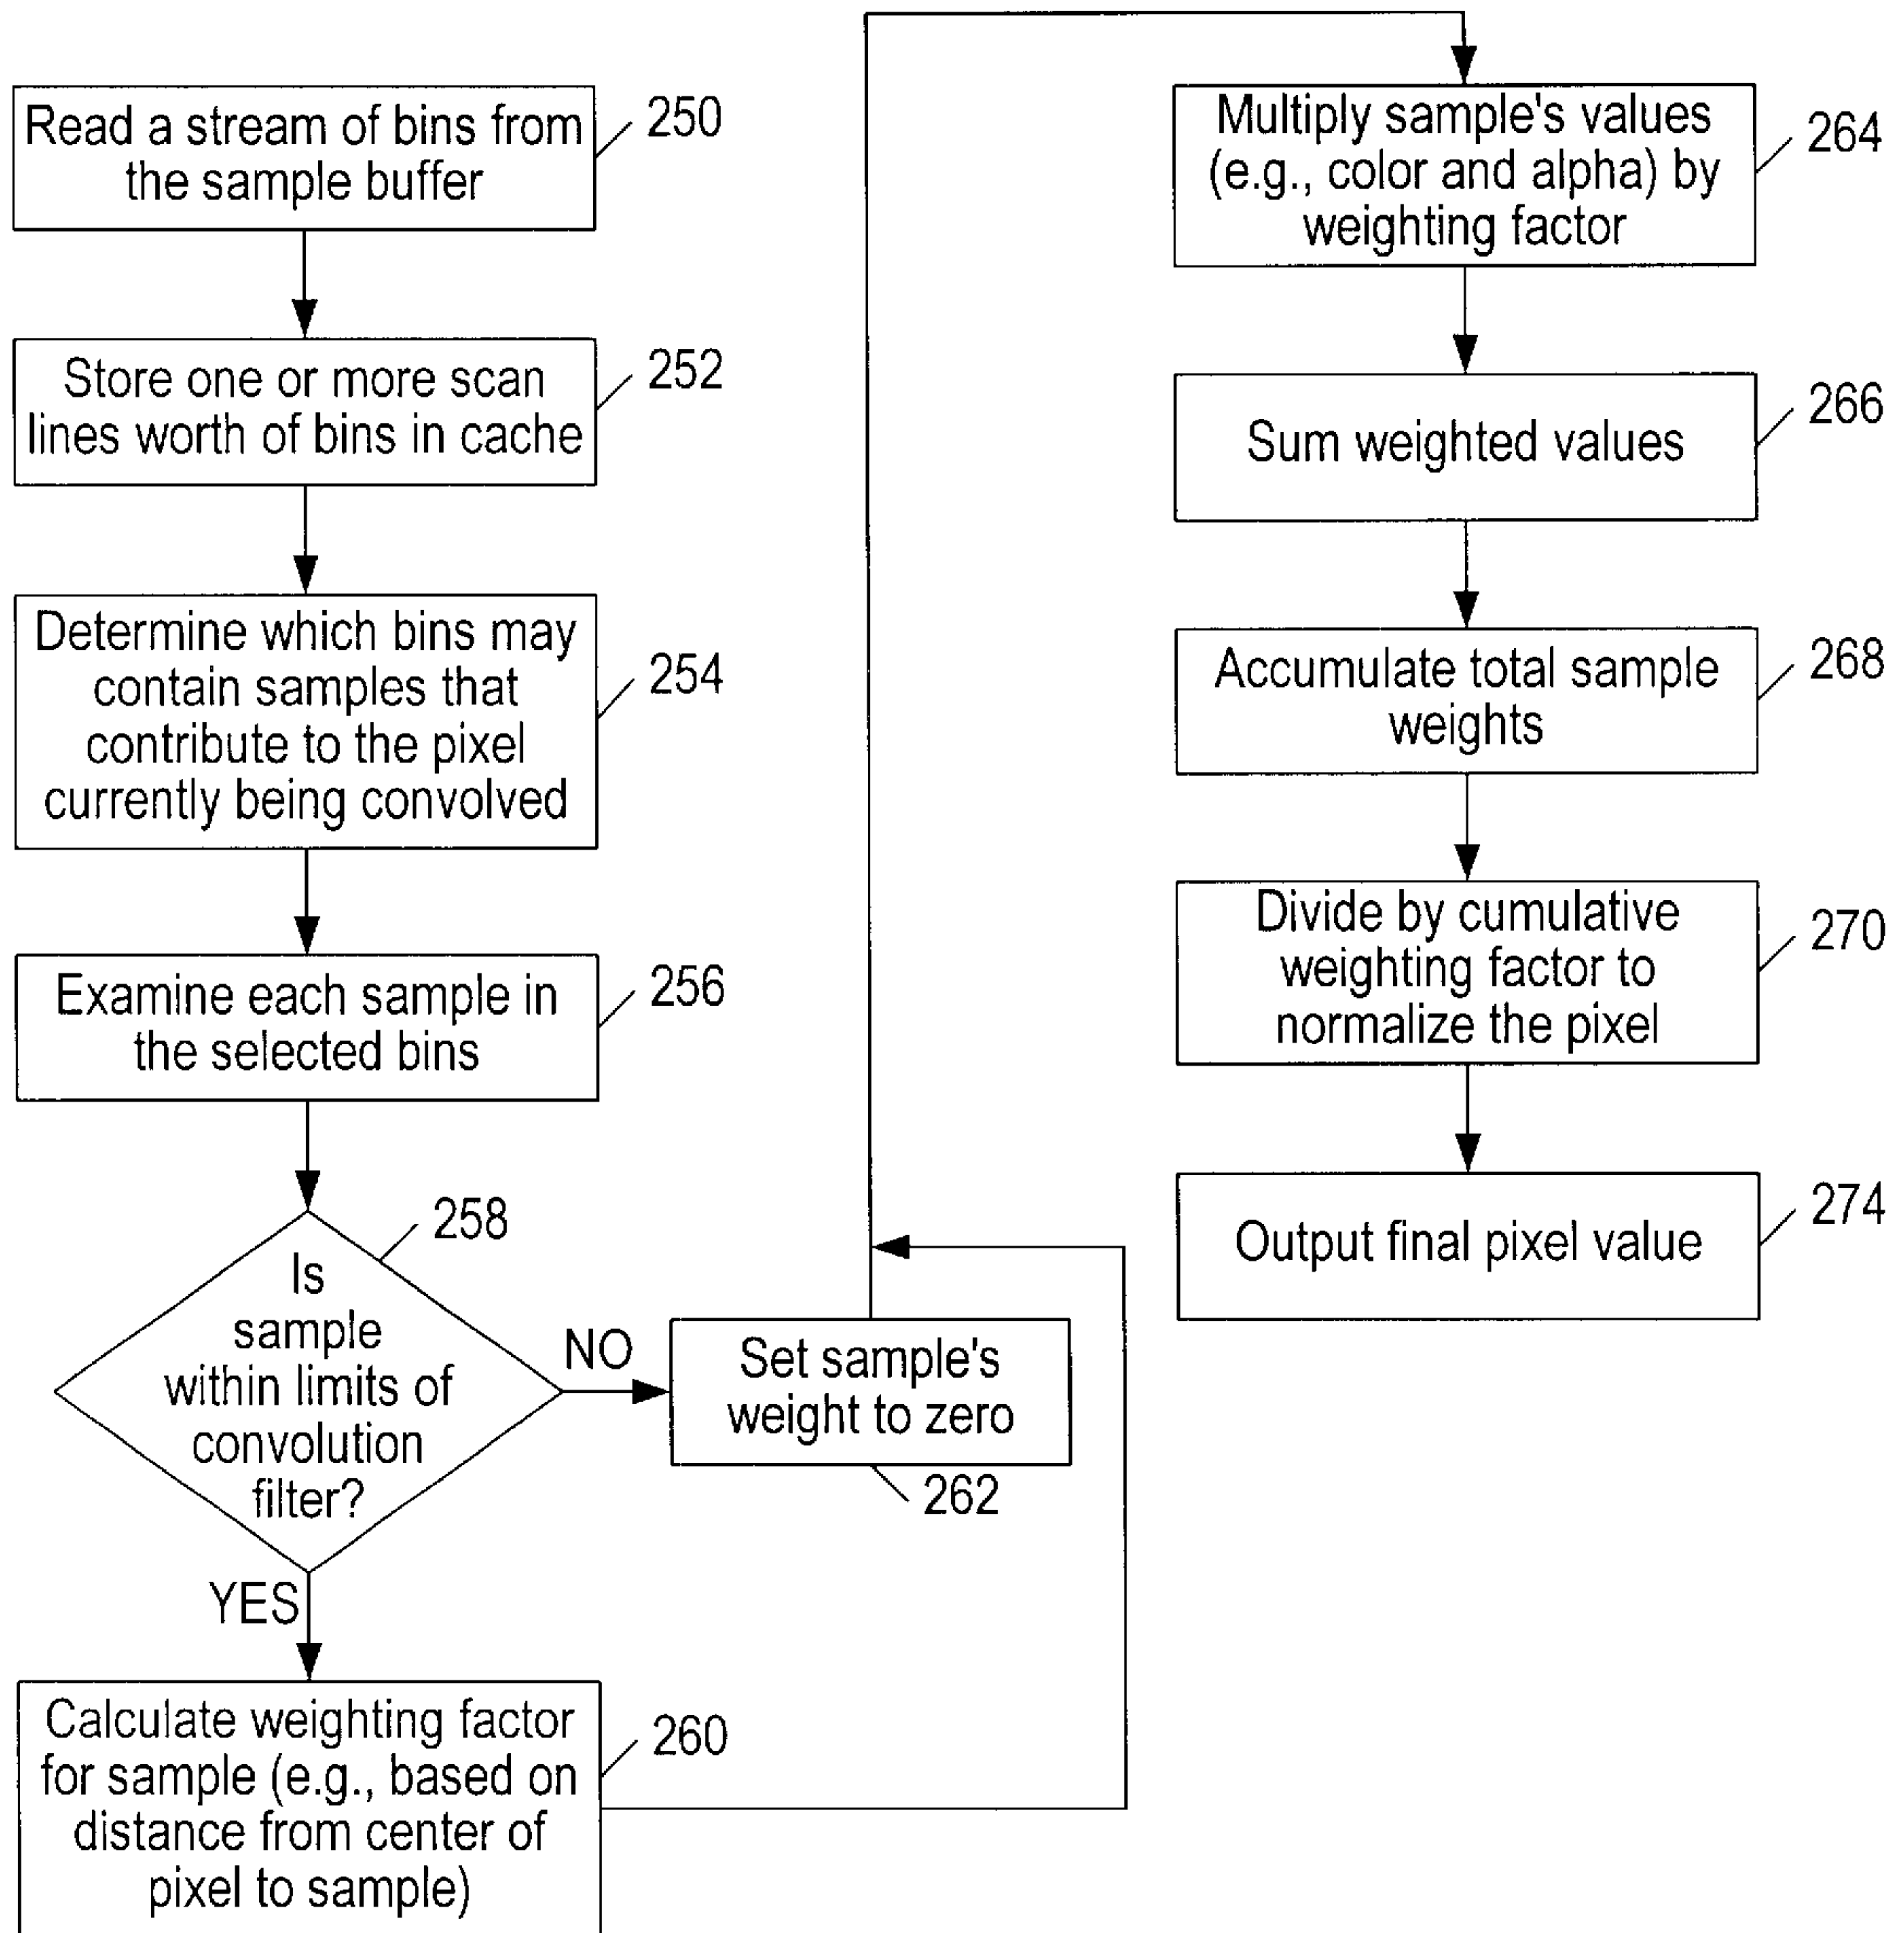 Read a stream of bins from
the sample buffer
250
Store one or more scan
lines worth of bins in cache
252
Determine which bins may
contain samples that
contribute to the pixel
currently being convolved
254
Examine each sample in
the selected bins
256
258
Is
sample
within limits of
convolution
filter?
NO
Set sample's
weight to zero
262
YES
Calculate weighting factor
for sample (e.g., based on
distance from center of
pixel to sample)
260
Multiply sample's values
(e.g., color and alpha) by
weighting factor
264
Sum weighted values
266
Accumulate total sample
weights
268
Divide by cumulative
weighting factor to
normalize the pixel
270
Output final pixel value
274